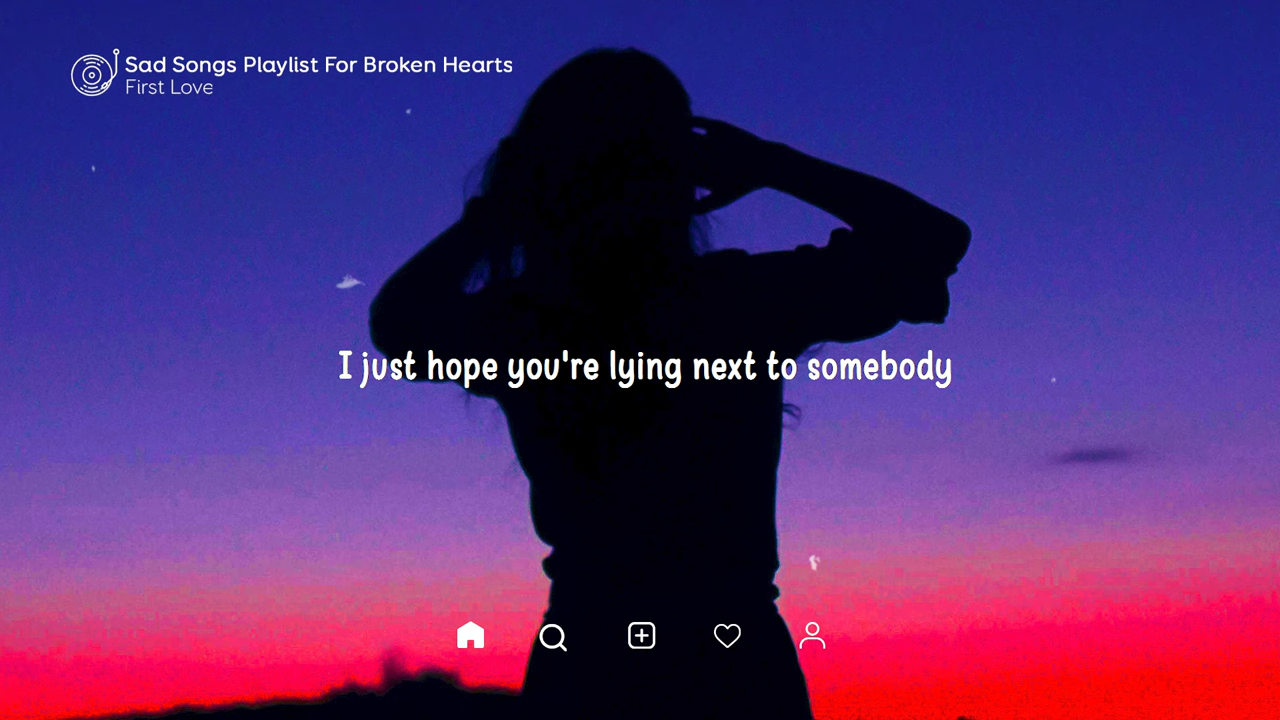 Sad Songs Playlist For Broken Hearts
First Love
I just hope you're lying next to somebody